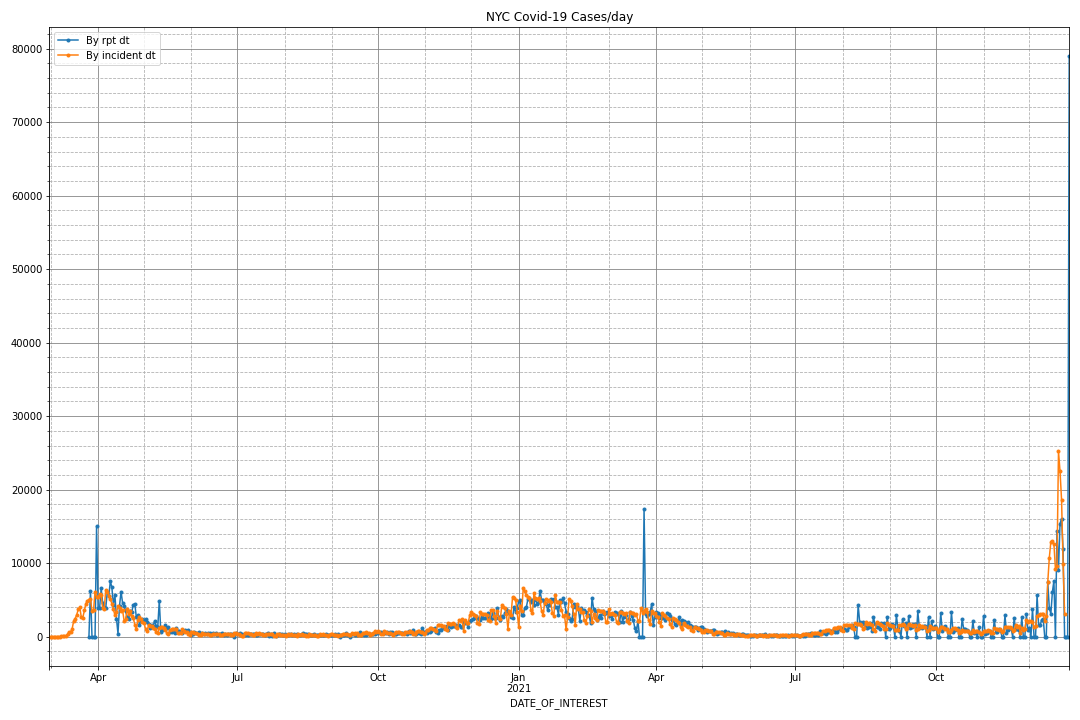 NYC Covid-19 Cases/day
By rpt dt
By incident dt
80000
70000
60000
50000
40000
30000
20000
10000
0
Apr Jul Oct Jan Apr Jul Oct
2021
DATE_OF_INTEREST